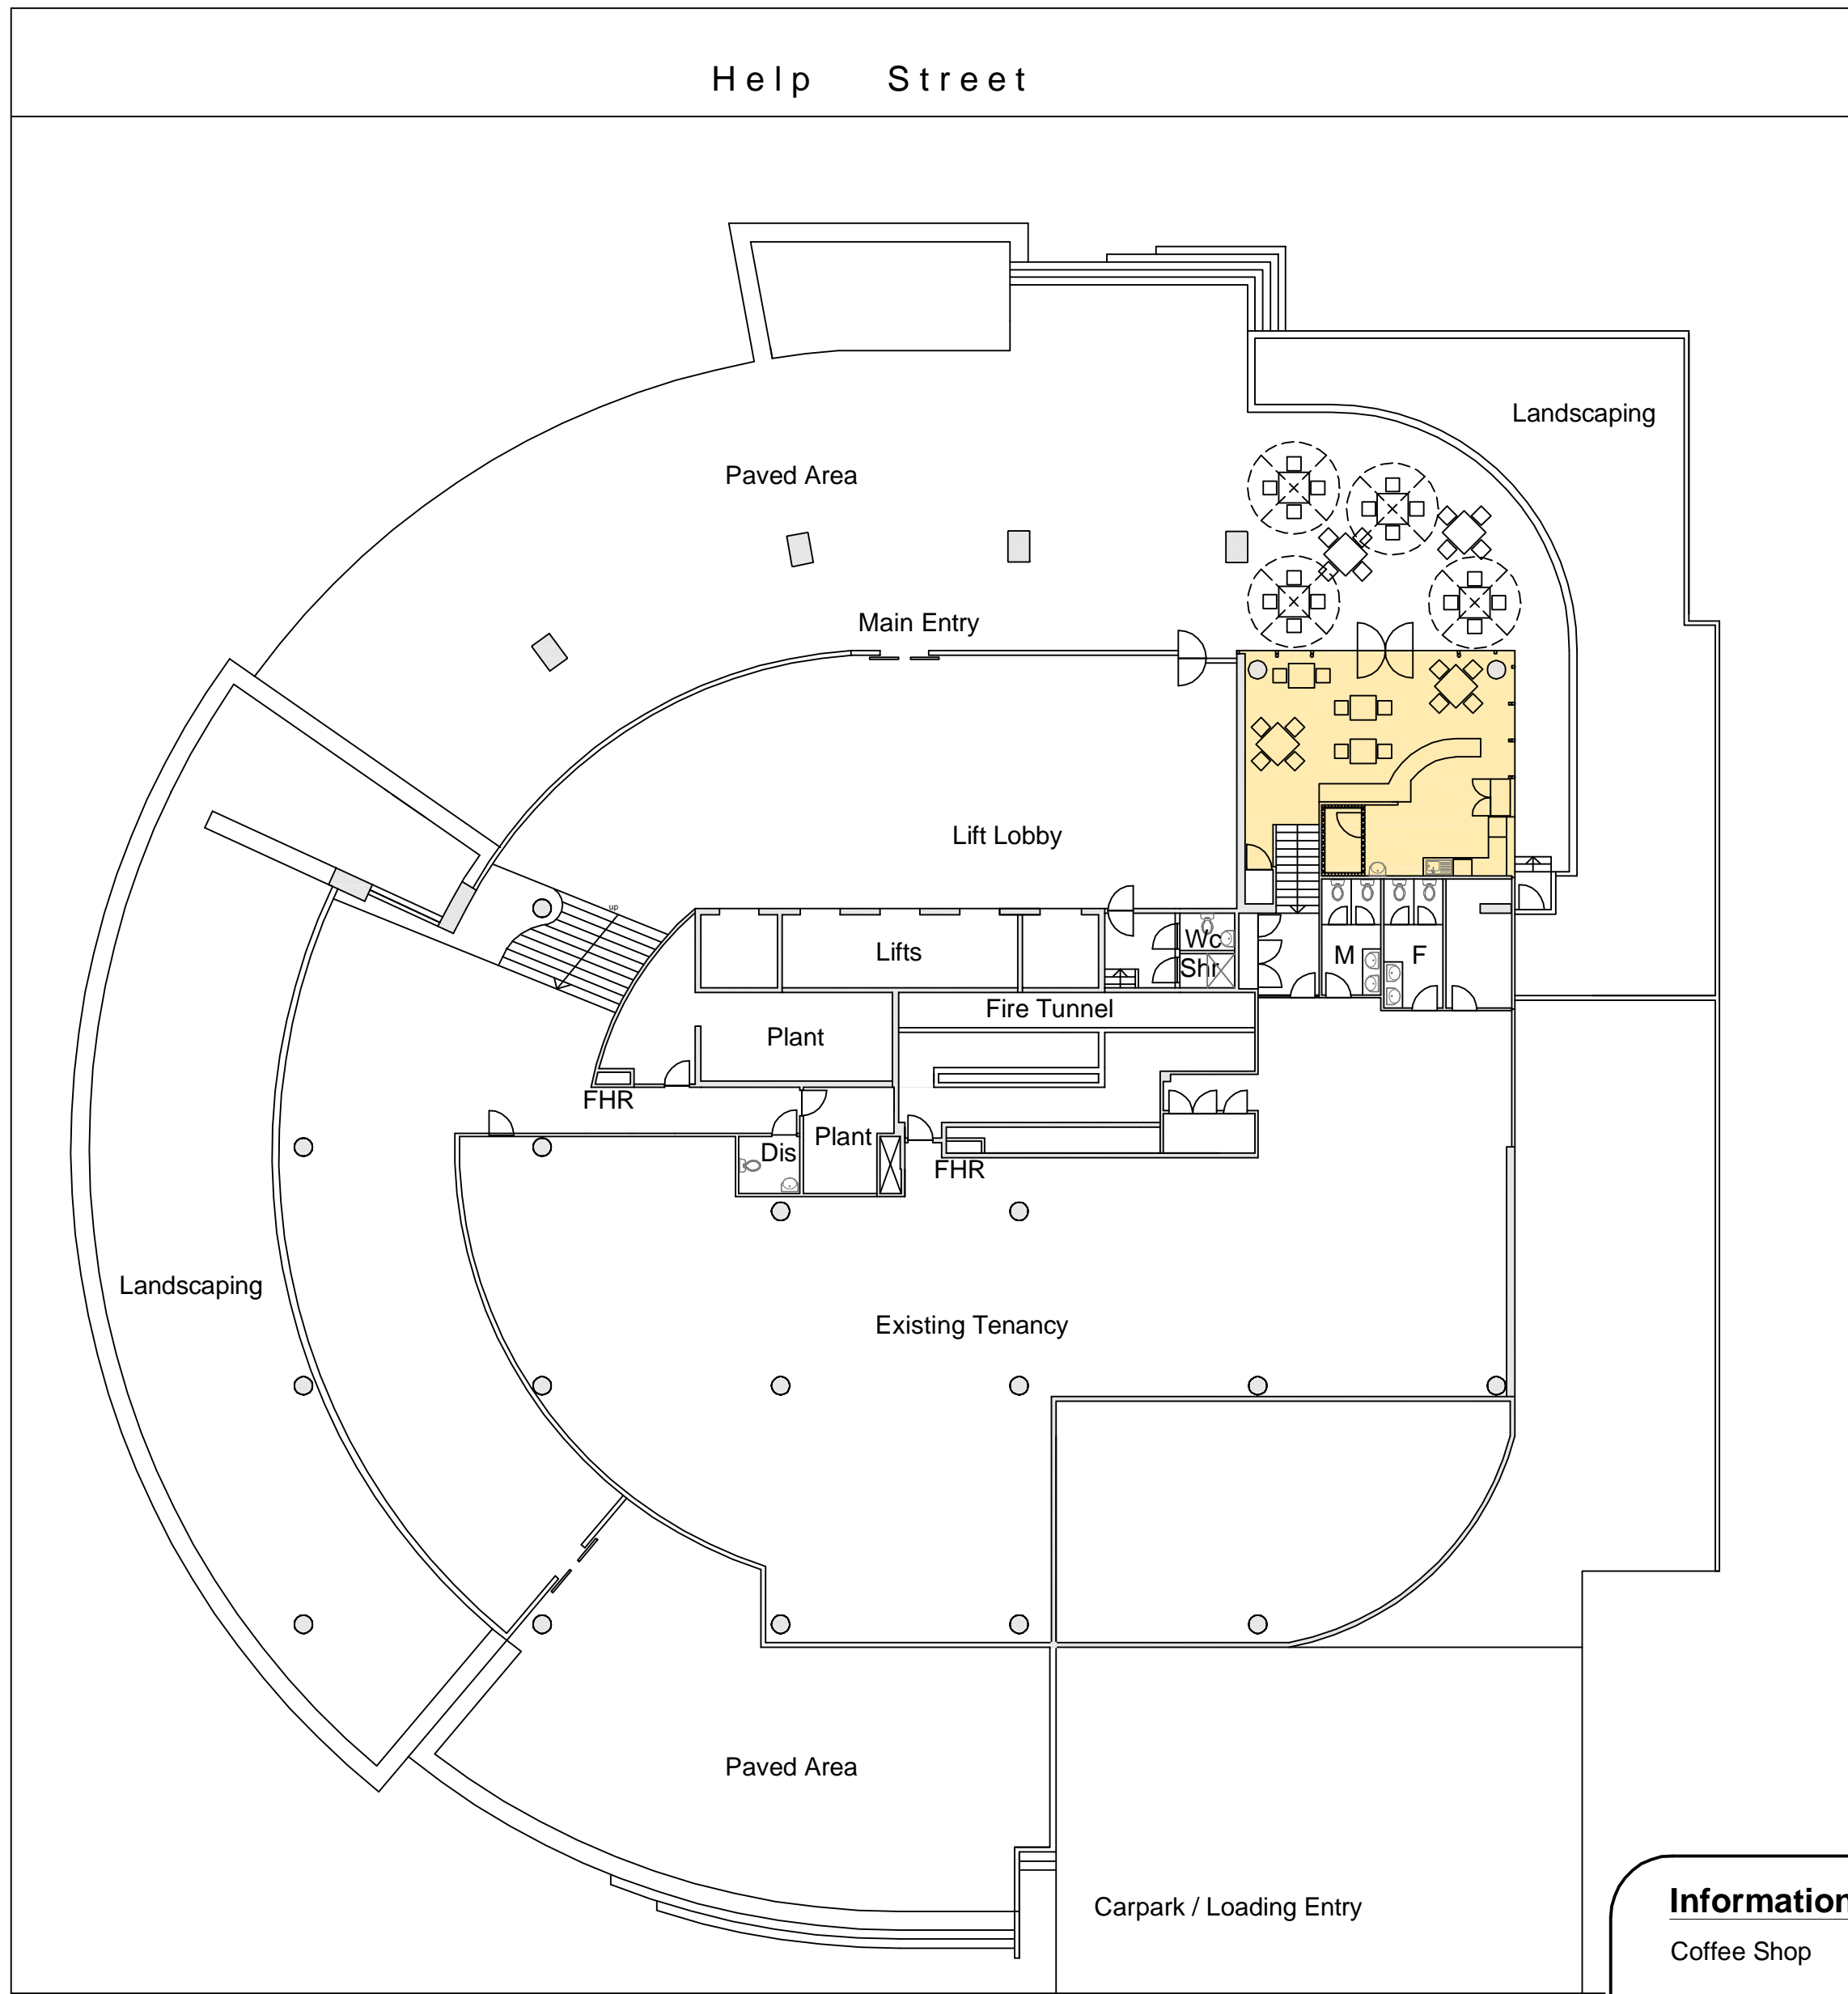 Help Street
Landscaping
Paved Area
Main Entry
Lift Lobby
up
Lifts
Wc
Shr
M
F
Fire Tunnel
Plant
FHR
Plant
Dis
FHR
Landscaping
Existing Tenancy
Paved Area
Carpark / Loading Entry
Information
Coffee Shop